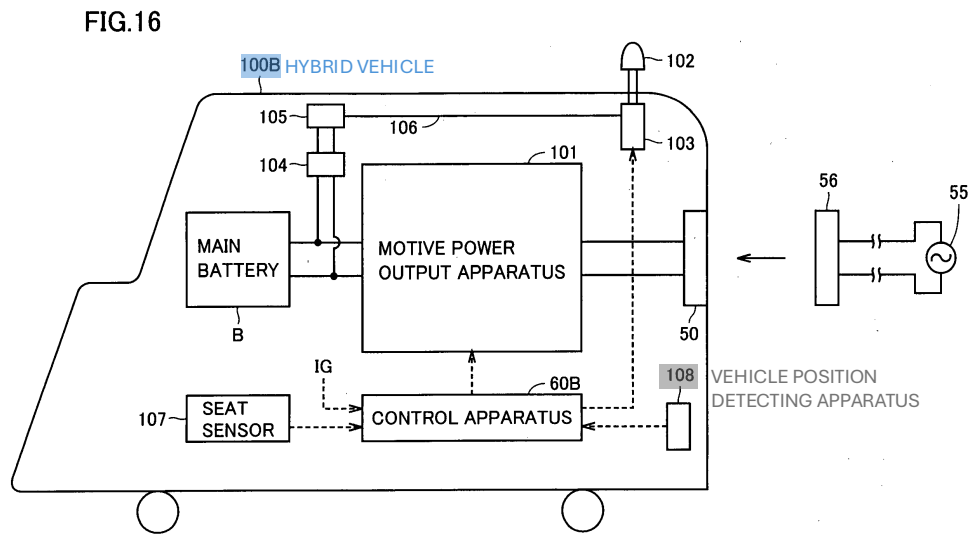 FIG.16
100B HYBRID VEHICLE
102
105
106
103
104
101
56
55
MAIN
BATTERY
MOTIVE POWER
OUTPUT APPARATUS
B
50
IG
60B
108 VEHICLE POSITION
DETECTING APPARATUS
107
SEAT
SENSOR
CONTROL APPARATUS